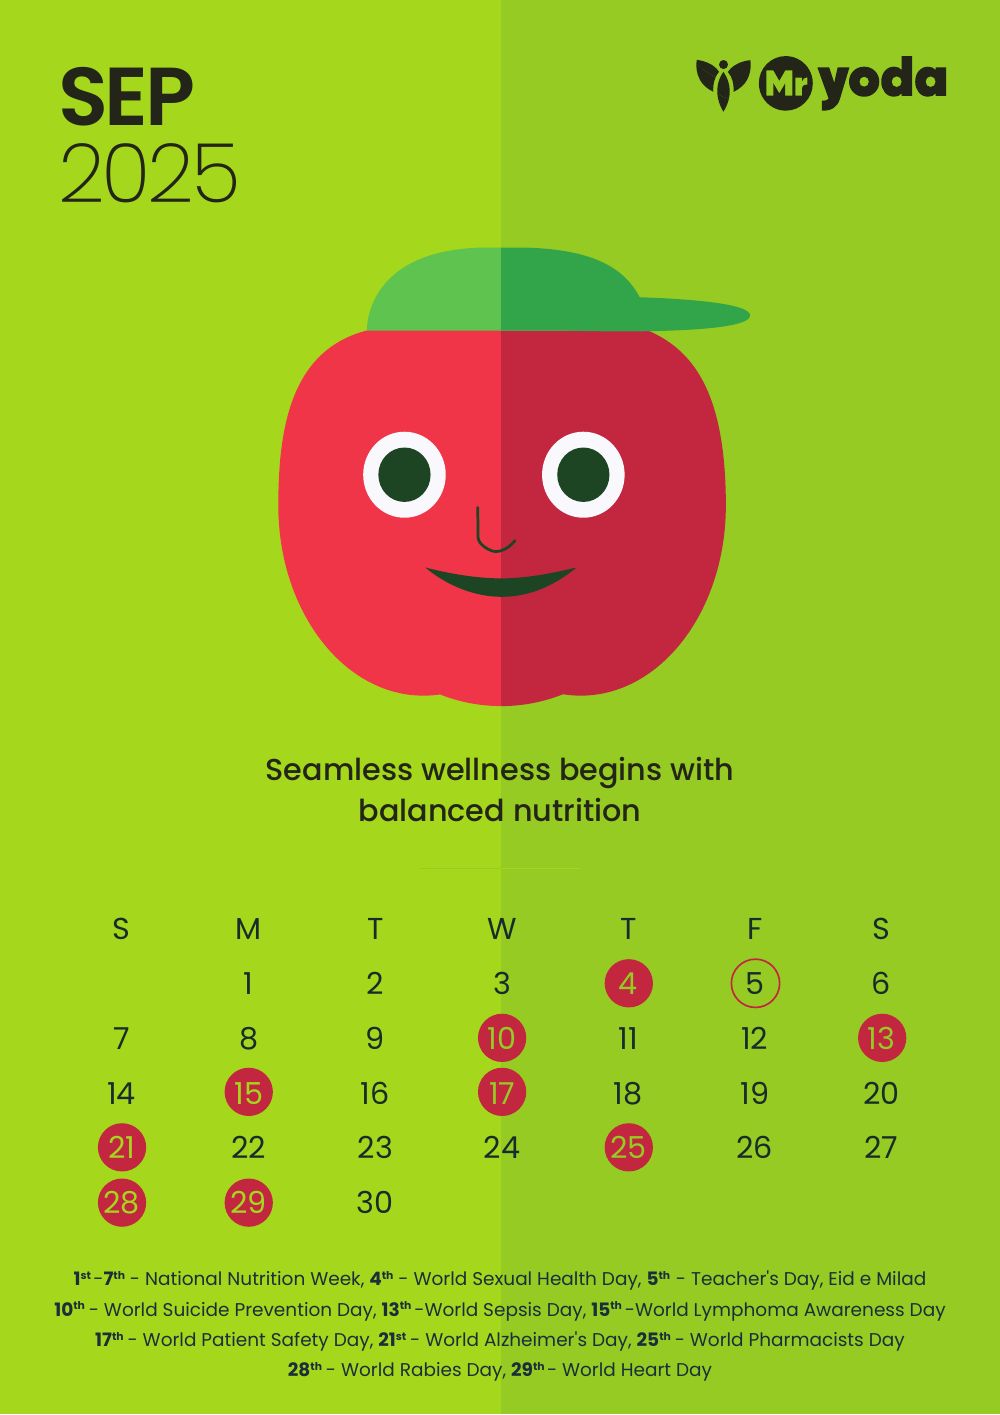 SEP
2025
Mr yoda
Seamless wellness begins with
balanced nutrition
S M T W T F S
1 2 3 4 5 6
7 8 9 10 11 12 13
14 15 16 17 18 19 20
21 22 23 24 25 26 27
28 29 30
1st -7th - National Nutrition Week, 4th - World Sexual Health Day, 5th - Teacher's Day, Eid e Milad
10th - World Suicide Prevention Day, 13th -World Sepsis Day, 15th -World Lymphoma Awareness Day
17th - World Patient Safety Day, 21st - World Alzheimer's Day, 25th - World Pharmacists Day
28th - World Rabies Day, 29th - World Heart Day